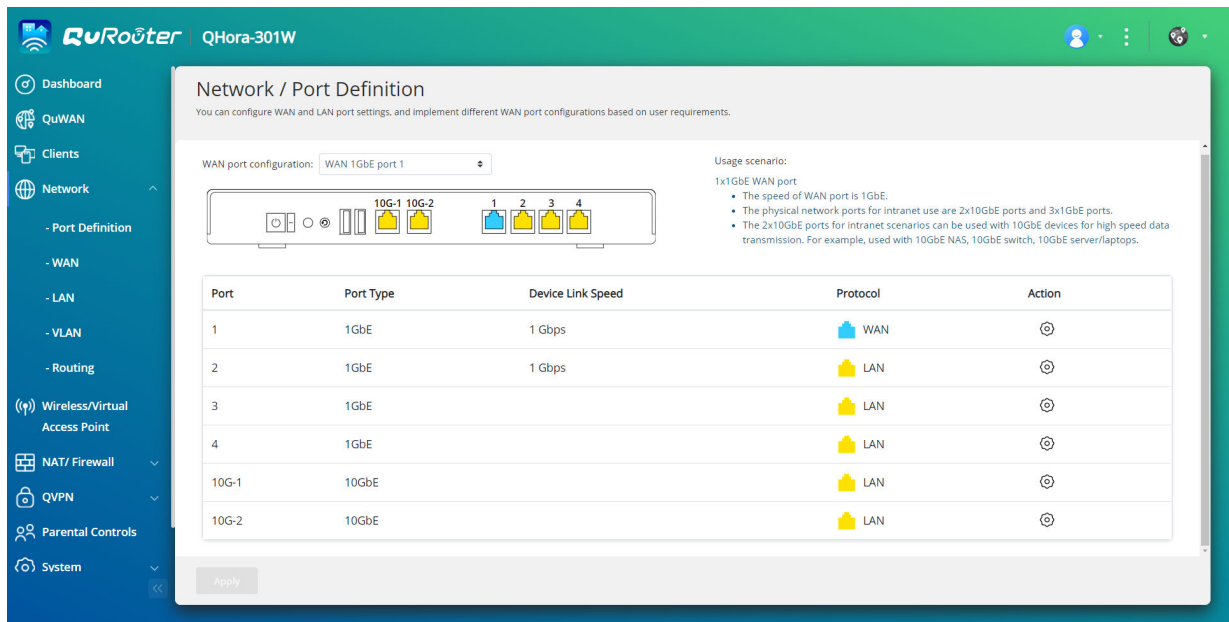 QuRoûter QHora-301W
Dashboard
QuWAN
Clients
Network
- Port Definition
- WAN
- LAN
- VLAN
- Routing
Wireless/Virtual
Access Point
NAT/ Firewall
QVPN
Parental Controls
System
Network / Port Definition
You can configure WAN and LAN port settings, and implement different WAN port configurations based on user requirements.
WAN port configuration: WAN 1GbE port 1
10G-1 10G-2 1 2 3 4
Usage scenario:
1x1GbE WAN port
• The speed of WAN port is 1GbE.
• The physical network ports for intranet use are 2x10GbE ports and 3x1GbE ports.
• The 2x10GbE ports for intranet scenarios can be used with 10GbE devices for high speed data
transmission. For example, used with 10GbE NAS, 10GbE switch, 10GbE server/laptops.
Port Port Type Device Link Speed Protocol Action
1 1GbE 1 Gbps WAN
2 1GbE 1 Gbps LAN
3 1GbE LAN
4 1GbE LAN
10G-1 10GbE LAN
10G-2 10GbE LAN
Apply